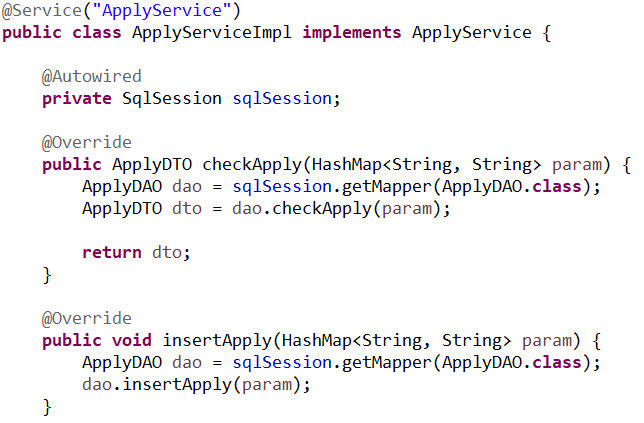 @Service("ApplyService")
public class ApplyServiceImpl implements ApplyService {
@Autowired
private SqlSession sqlSession;
@Override
public ApplyDTO checkApply(HashMap<String, String> param) {
ApplyDAO dao = sqlSession.getMapper(ApplyDAO.class);
ApplyDTO dto = dao.checkApply(param);
return dto;
}
@Override
public void insertApply(HashMap<String, String> param) {
ApplyDAO dao = sqlSession.getMapper(ApplyDAO.class);
dao.insertApply(param);
}